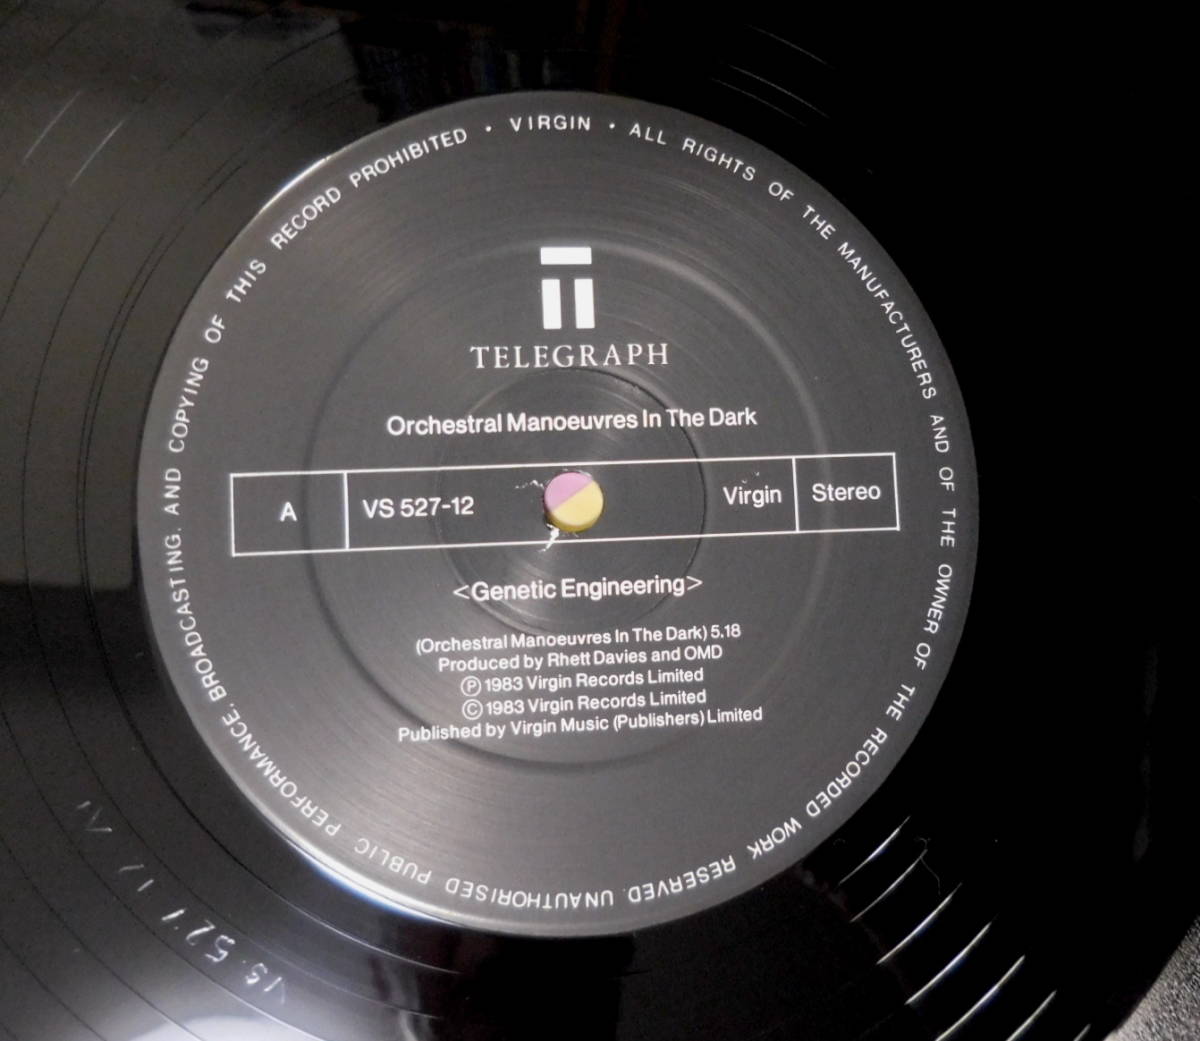 • VIRGIN • ALL RIGHTS OF THE MANUFACTURERS AND OF THE OWNER OF THE RECORDED WORK RESERVED. UNAUTHORISED PUBLIC PERFORMANCE, BROADCASTING, AND COPYING OF THIS RECORD PROHIBITED
TELEGRAPH
Orchestral Manoeuvres In The Dark
A VS 527-12 Virgin Stereo
<Genetic Engineering>
(Orchestral Manoeuvres In The Dark) 5.18
Produced by Rhett Davies and OMD
Ⓟ 1983 Virgin Records Limited
© 1983 Virgin Records Limited
Published by Virgin Music (Publishers) Limited
VS. 527